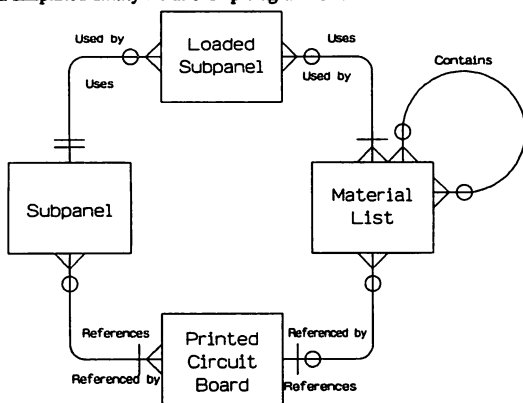 Used by
Loaded
Subpanel
Uses
Uses
Used by
Contains
Subpanel
Material
List
References
Referenced by
Printed
Circuit
Board
Referenced by
References